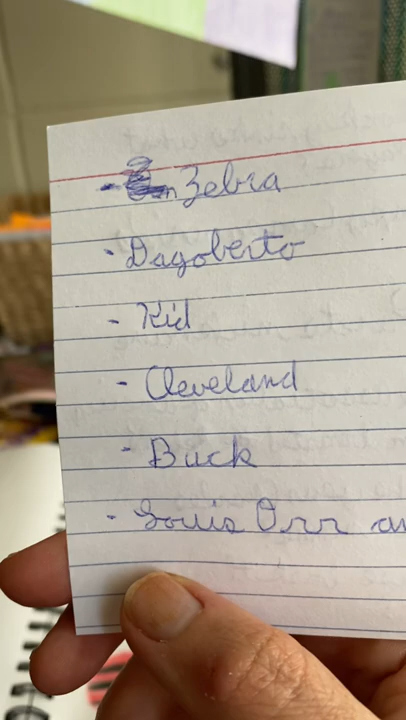 - Zebra
- Dagoberto
- Kid
- Cleveland
- Buck
- Louis Orr